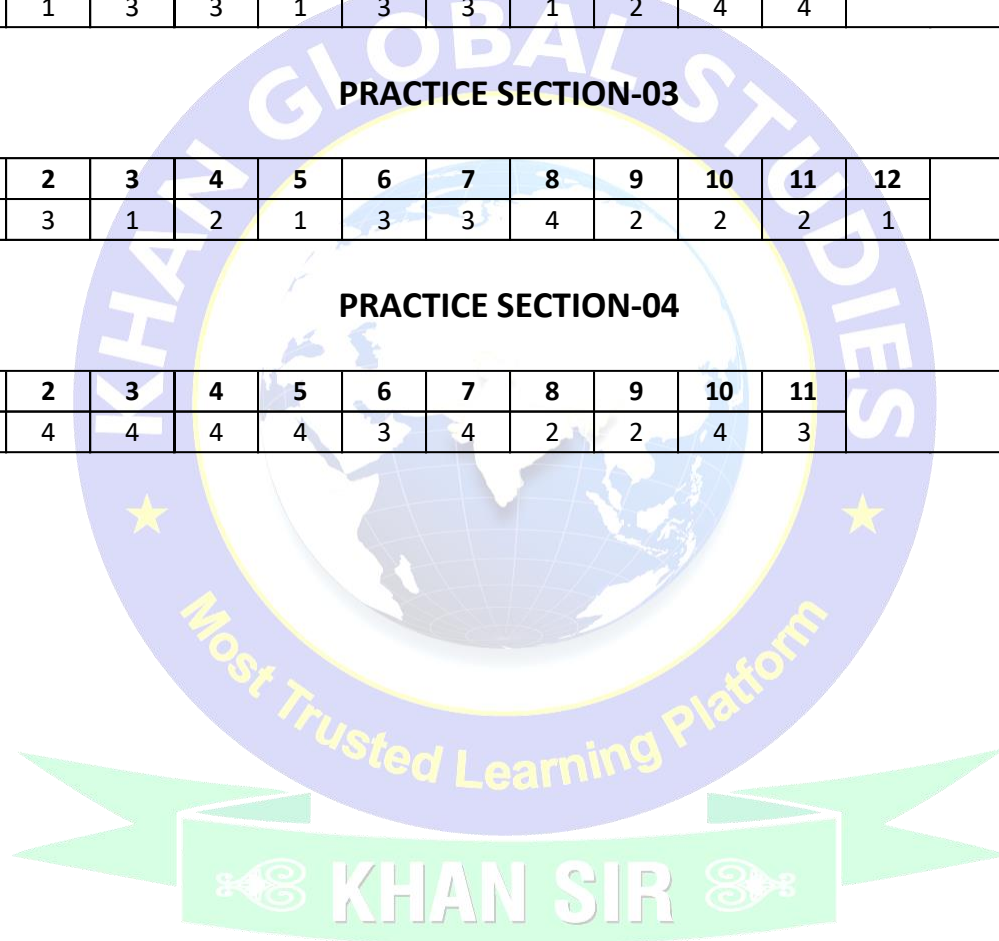 1 3 3 1 3 3 1 2 4 4
PRACTICE SECTION-03
2 3 4 5 6 7 8 9 10 11 12
3 1 2 1 3 3 4 2 2 2 1
PRACTICE SECTION-04
2 3 4 5 6 7 8 9 10 11
4 4 4 4 3 4 2 2 4 3
KHAN GLOBAL STUDIES
Most Trusted Learning Platform
KHAN SIR